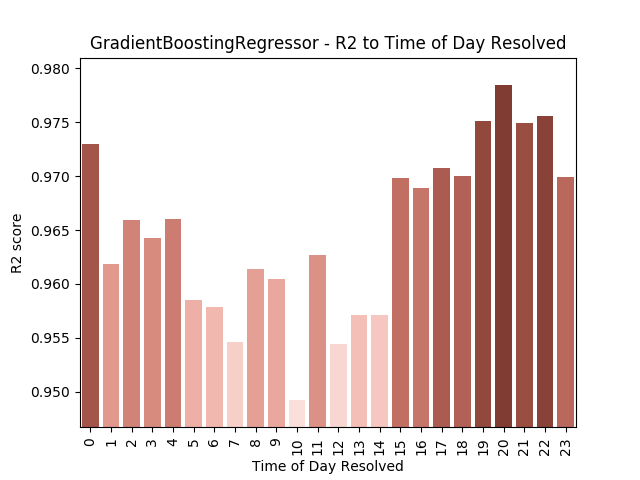 GradientBoostingRegressor - R2 to Time of Day Resolved
0.980
0.975
0.970
0.965
0.960
0.955
0.950
R2 score
0 1 2 3 4 5 6 7 8 9 10 11 12 13 14 15 16 17 18 19 20 21 22 23
Time of Day Resolved